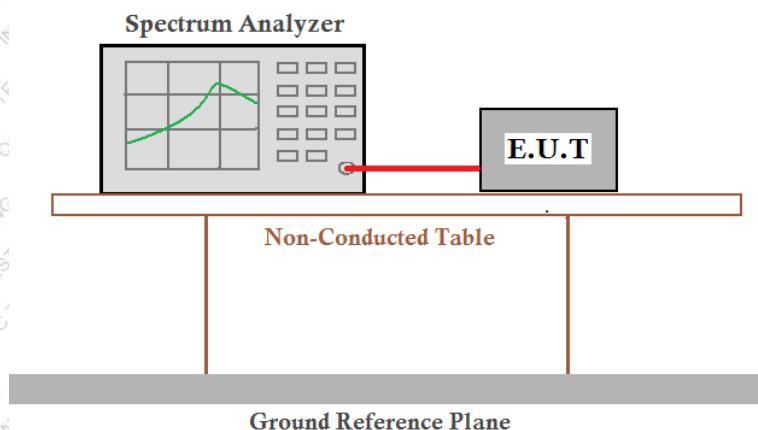 Spectrum Analyzer
E.U.T
Non-Conducted Table
Ground Reference Plane